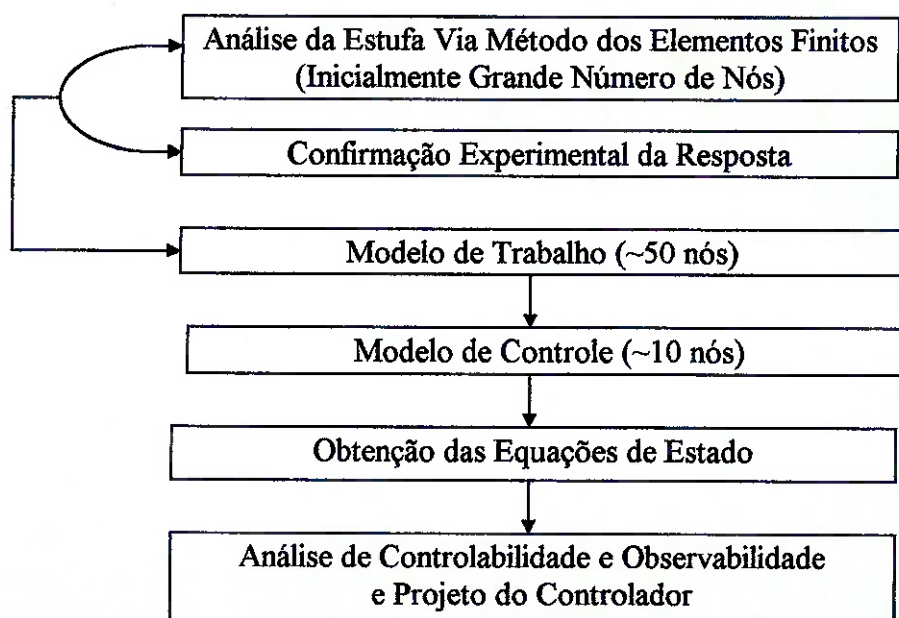 Análise da Estufa Via Método dos Elementos Finitos
(Inicialmente Grande Número de Nós)
Confirmação Experimental da Resposta
Modelo de Trabalho (~50 nós)
Modelo de Controle (~10 nós)
Obtenção das Equações de Estado
Análise de Controlabilidade e Observabilidade
e Projeto do Controlador